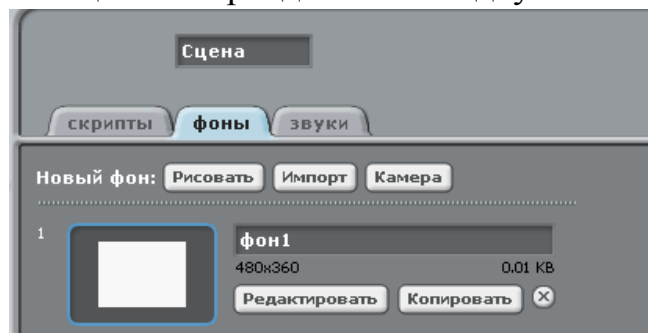 Сцена
скрипты фоны звуки
Новый фон: Рисовать Импорт Камера
1
фон1
480x360 0.01 KB
Редактировать Копировать